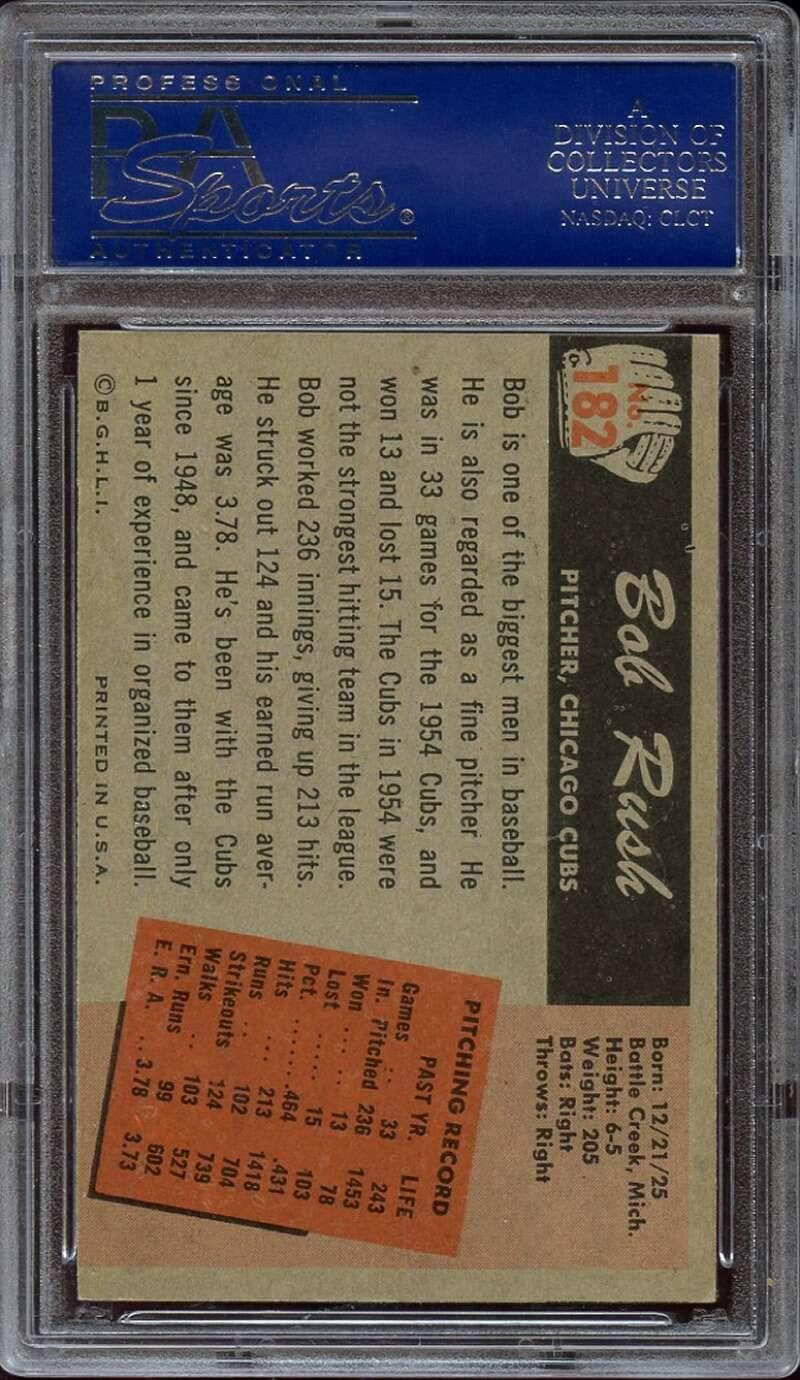 PROFESSIONAL
PSA
Sports®
AUTHENTICATOR
A
DIVISION OF
COLLECTORS
UNIVERSE
NASDAQ: CLCT
No.
182
Bob Rush
PITCHER, CHICAGO CUBS
Born: 12/21/25
Battle Creek, Mich.
Height: 6-5
Weight: 205
Bats: Right
Throws: Right
Bob is one of the biggest men in baseball.
He is also regarded as a fine pitcher He
was in 33 games for the 1954 Cubs, and
won 13 and lost 15. The Cubs in 1954 were
not the strongest hitting team in the league.
Bob worked 236 innings, giving up 213 hits.
He struck out 124 and his earned run aver-
age was 3.78. He's been with the Cubs
since 1948, and came to them after only
1 year of experience in organized baseball.
©B.G.H.L.I. PRINTED IN U.S.A.
PITCHING RECORD
PAST YR. LIFE
Games .. 33 243
In. Pitched 236 1453
Won ... .. 13 78
Lost ..... 15 103
Pct. ......464 .431
Hits ... 213 1418
Runs .. 102 704
Strikeouts 124 739
Walks .. 103 527
Ern. Runs 99 602
E. R. A. ..3.78 3.73